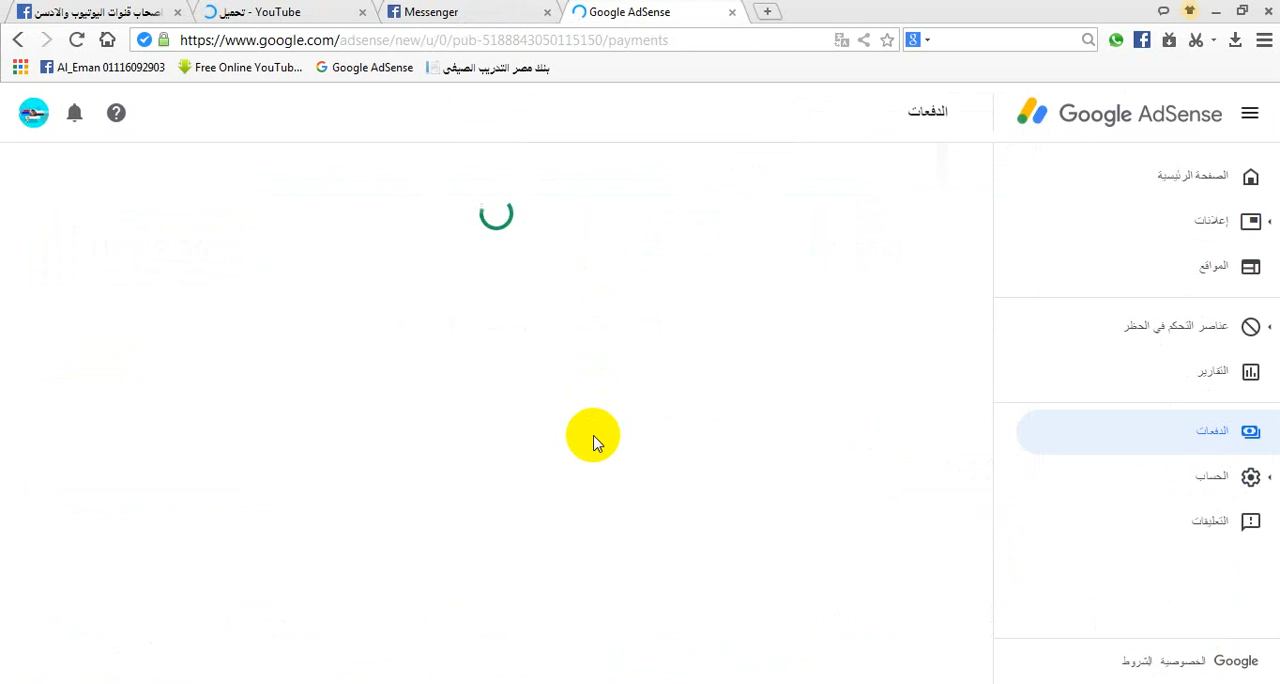 اصحاب قنوات اليوتيوب والادسن
تحميل - YouTube
Messenger
Google AdSense
https://www.google.com/adsense/new/u/0/pub-5188843050115150/payments
Al_Eman 01116092903
Free Online YouTub...
Google AdSense
بنك مصر التدريب الصيفى
الدفعات
Google AdSense
الصفحة الرئيسية
إعلانات
المواقع
عناصر التحكم في الحظر
التقارير
الدفعات
الحساب
التعليقات
Google الخصوصية الشروط